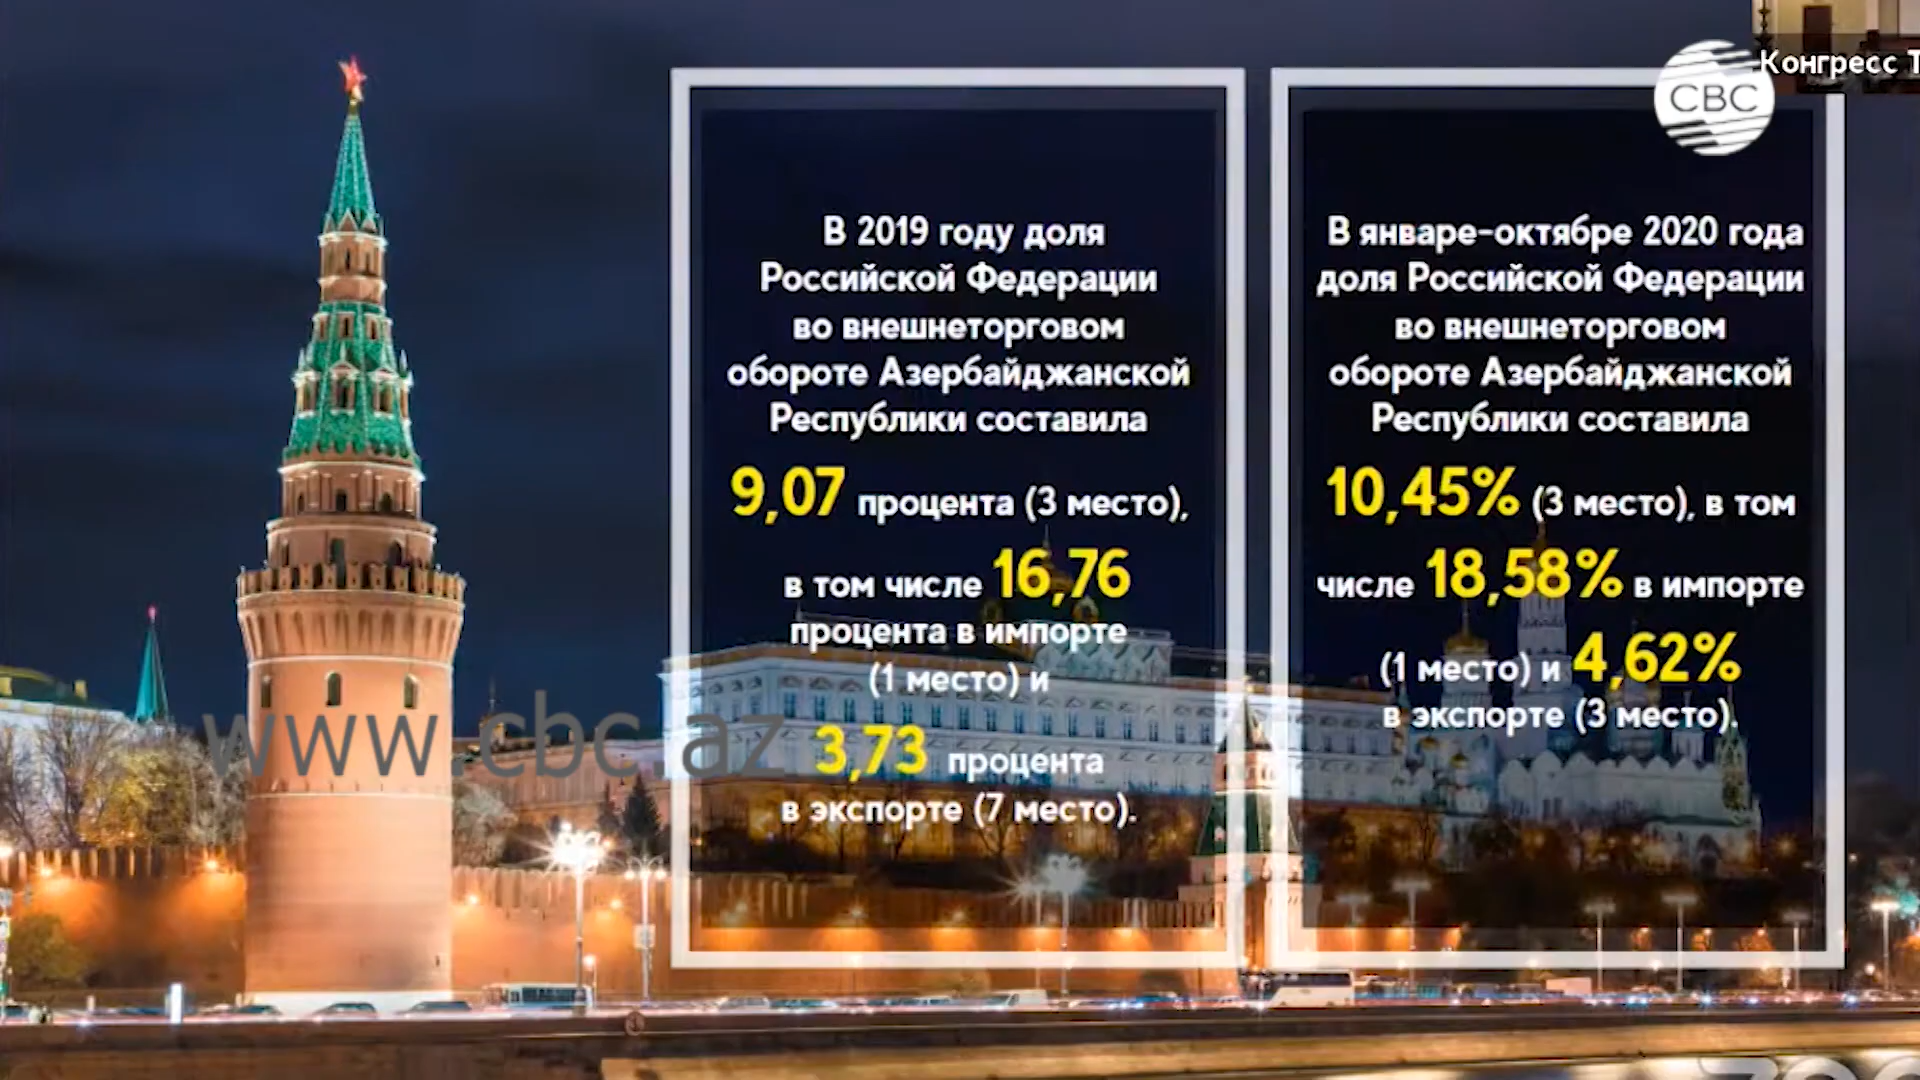 Конгресс
CBC
В 2019 году доля
Российской Федерации
во внешнеторговом
обороте Азербайджанской
Республики составила
9,07 процента (3 место),
в том числе 16,76
процента в импорте
(1 место) и
3,73 процента
в экспорте (7 место).
В январе-октябре 2020 года
доля Российской Федерации
во внешнеторговом
обороте Азербайджанской
Республики составила
10,45% (3 место), в том
числе 18,58% в импорте
(1 место) и 4,62%
в экспорте (3 место).
www.cbc.az